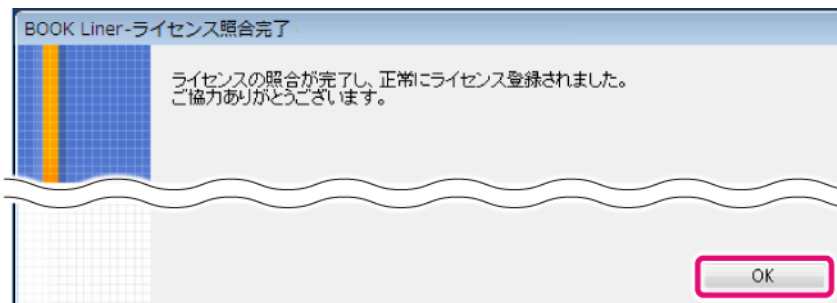 BOOK Liner-ライセンス照合完了
ライセンスの照合が完了し、正常にライセンス登録されました。
ご協力ありがとうございます。
OK